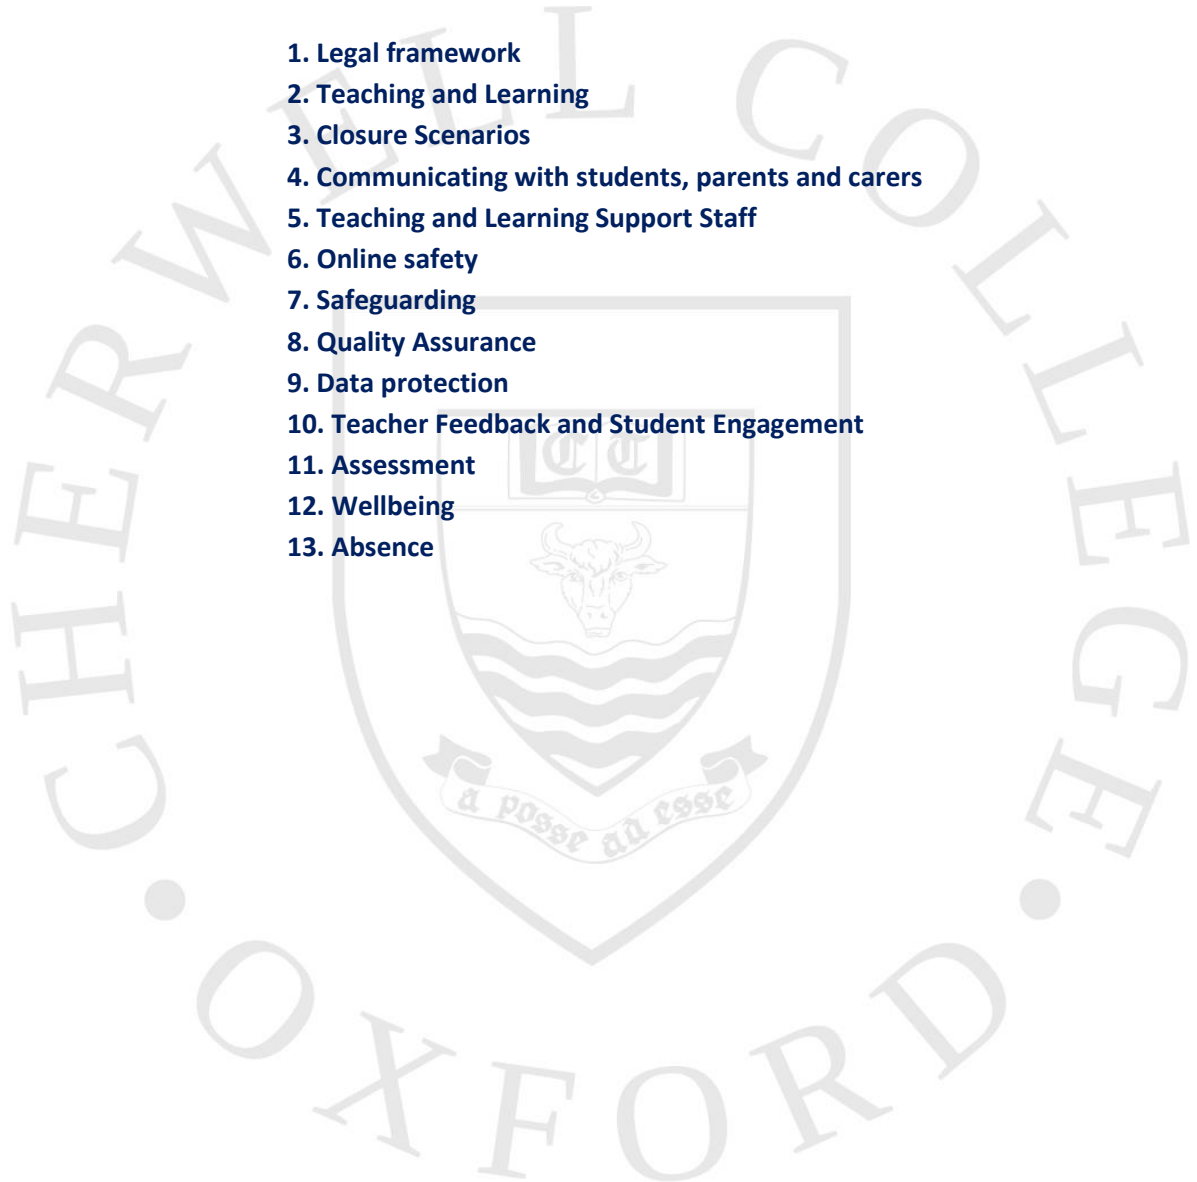 1. Legal framework
2. Teaching and Learning
3. Closure Scenarios
4. Communicating with students, parents and carers
5. Teaching and Learning Support Staff
6. Online safety
7. Safeguarding
8. Quality Assurance
9. Data protection
10. Teacher Feedback and Student Engagement
11. Assessment
12. Wellbeing
13. Absence
CHERWELL COLLEGE
C C
a posse ad esse
• OXFORD •